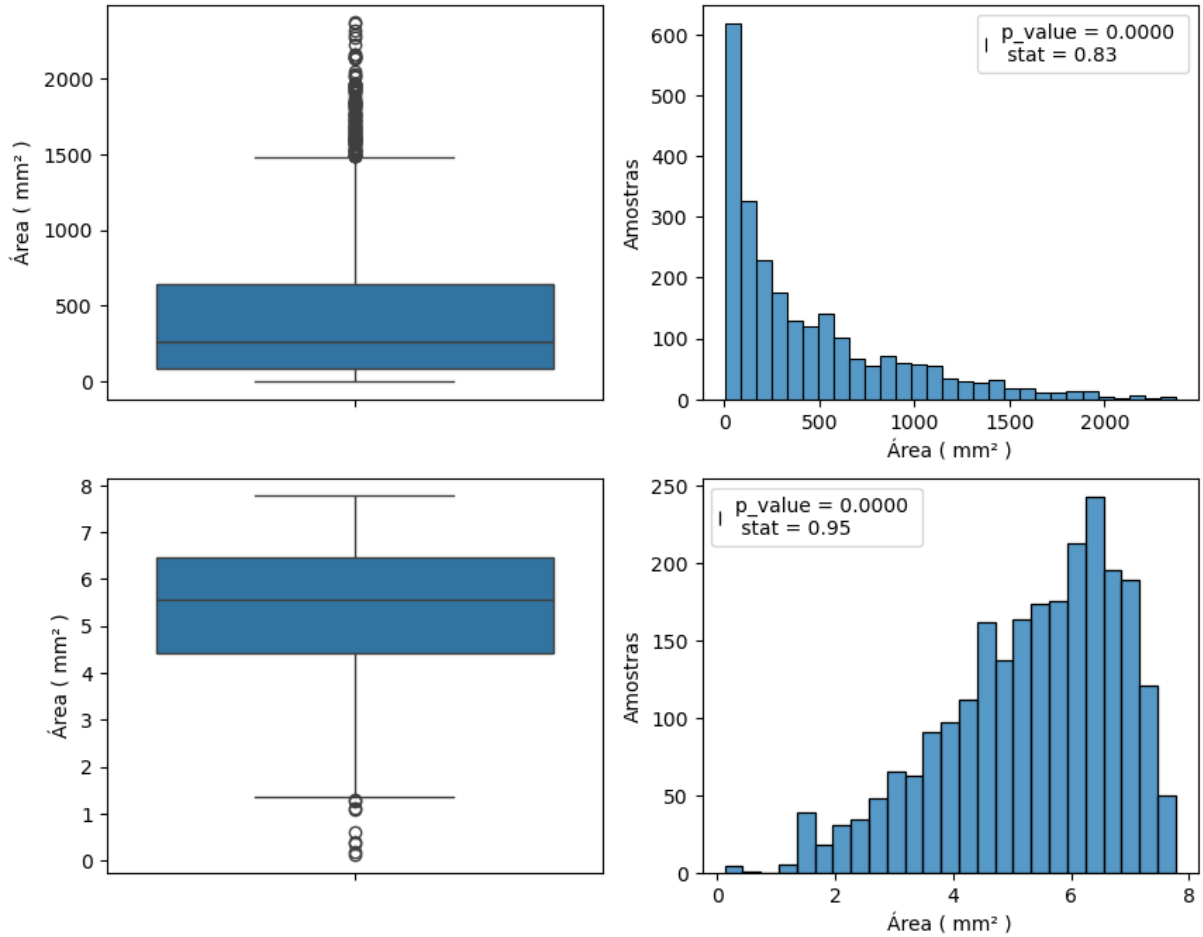 2000
1500
1000
500
0
Área ( mm² )
600
500
400
300
200
100
0
Amostras
p_value = 0.0000
stat = 0.83
0 500 1000 1500 2000
Área ( mm² )
8
7
6
5
4
3
2
1
0
Área ( mm² )
250
200
150
100
50
0
Amostras
p_value = 0.0000
stat = 0.95
0 2 4 6 8
Área ( mm² )